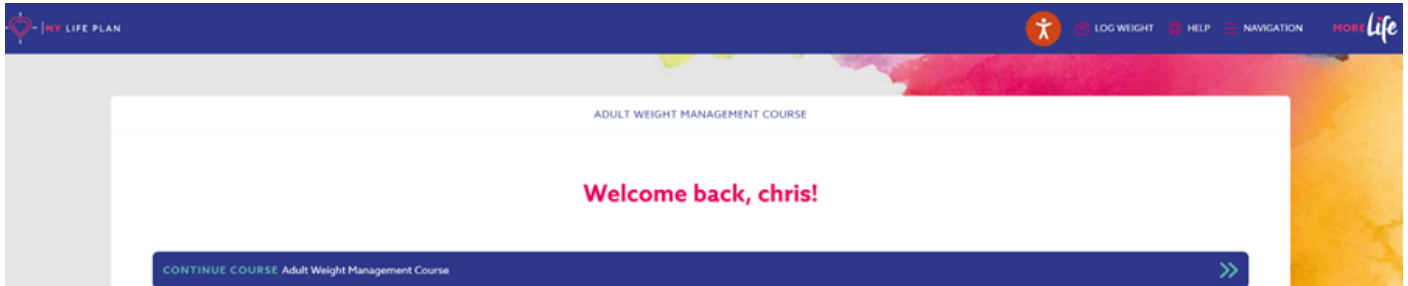 MY LIFE PLAN
LOG WEIGHT
HELP
NAVIGATION
MORE Life
ADULT WEIGHT MANAGEMENT COURSE
Welcome back, chris!
CONTINUE COURSE Adult Weight Management Course